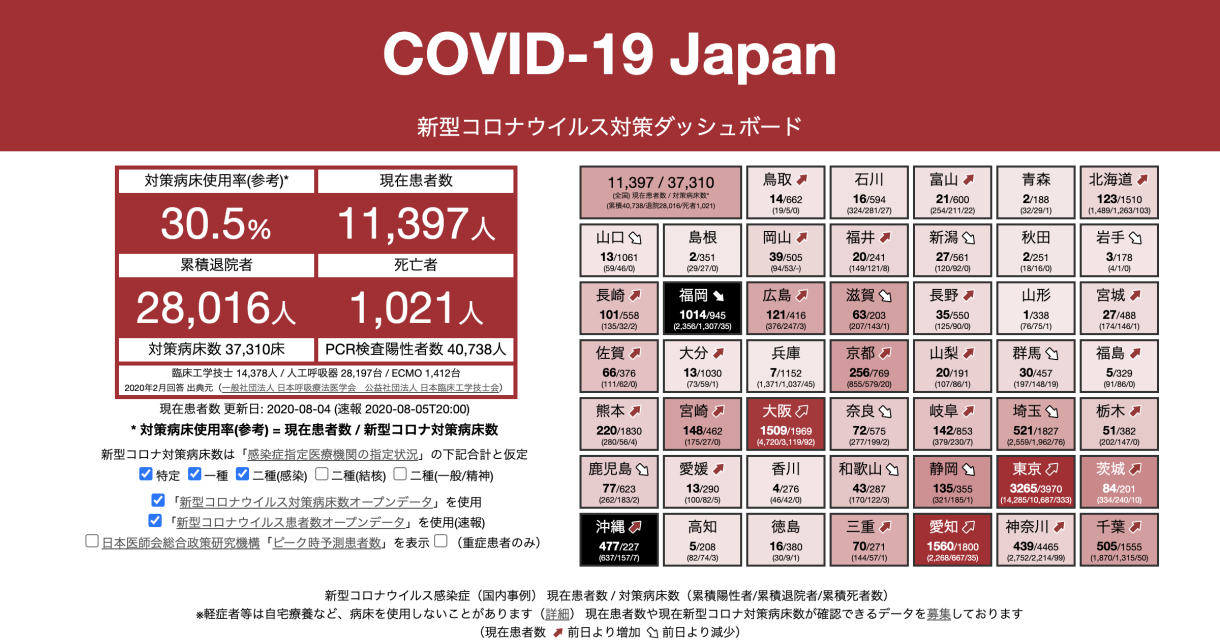 COVID-19 Japan
新型コロナウイルス対策ダッシュボード
対策病床使用率(参考)* 現在患者数
30.5% 11,397人
累積退院者 死亡者
28,016人 1,021人
対策病床数 37,310床 PCR検査陽性者数 40,738人
臨床工学技士 14,378人 / 人工呼吸器 28,197台 / ECMO 1,412台
2020年2月回答 出典元 (一般社団法人 日本呼吸療法医学会 公益社団法人 日本臨床工学技士会)
現在患者数 更新日: 2020-08-04 (速報 2020-08-05T20:00)
* 対策病床使用率(参考) = 現在患者数 / 新型コロナ対策病床数
新型コロナ対策病床数は「感染症指定医療機関の指定状況」の下記合計と仮定
特定 一種 二種(感染) 二種(結核) 二種(一般/精神)
「新型コロナウイルス対策病床数オープンデータ」を使用
「新型コロナウイルス患者数オープンデータ」を使用(速報)
日本医師会総合政策研究機構「ピーク時予測患者数」を表示 (重症患者のみ)
11,397 / 37,310
(全国) 現在患者数 / 対策病床数*
(累積40,738/退院28,016/死者1,021)
鳥取 石川 富山 青森 北海道
14/662 16/594 21/600 2/188 123/1510
(19/5/0) (324/281/27) (254/211/22) (32/29/1) (1,489/1,263/103)
山口 島根 岡山 福井 新潟 秋田 岩手
13/1061 2/351 39/505 20/241 27/561 2/251 3/178
(59/46/0) (29/27/0) (94/53/-) (149/121/8) (120/92/0) (18/16/0) (4/1/0)
長崎 福岡 広島 滋賀 長野 山形 宮城
101/558 1014/945 121/416 63/203 35/550 1/338 27/488
(135/32/2) (2,356/1,307/35) (376/247/3) (207/143/1) (125/90/0) (76/75/1) (174/146/1)
佐賀 大分 兵庫 京都 山梨 群馬 福島
66/376 13/1030 7/1152 256/769 20/191 30/457 5/329
(111/62/0) (73/59/1) (1,371/1,037/45) (855/579/20) (107/86/1) (197/148/19) (91/86/0)
熊本 宮崎 大阪 奈良 岐阜 埼玉 栃木
220/1830 148/462 1509/1969 72/575 142/853 521/1827 51/382
(280/56/4) (175/27/0) (4,720/3,119/92) (277/199/2) (379/230/7) (2,559/1,962/76) (202/147/0)
鹿児島 愛媛 香川 和歌山 静岡 東京 茨城
77/623 13/290 4/276 43/287 135/355 3265/3970 84/201
(262/183/2) (100/82/5) (46/42/0) (170/122/3) (321/185/1) (14,285/10,687/333) (334/240/10)
沖縄 高知 徳島 三重 愛知 神奈川 千葉
477/227 5/208 16/380 70/271 1560/1800 439/4465 505/1555
(637/157/7) (82/74/3) (30/9/1) (144/57/1) (2,268/667/35) (2,752/2,214/99) (1,870/1,315/50)
新型コロナウイルス感染症(国内事例) 現在患者数 / 対策病床数 (累積陽性者/累積退院者/累積死者数)
※軽症者等は自宅療養など、病床を使用しないことがあります(詳細) 現在患者数や現在新型コロナ対策病床数が確認できるデータを募集しております
(現在患者数 前日より増加 前日より減少)